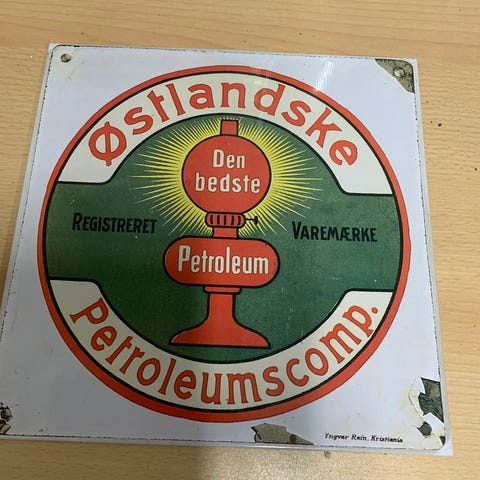 Østlandske
Den
bedste
REGISTRERET
VAREMÆRKE
Petroleum
Petroleumscomp.
Yngvar Rein, Kristiania